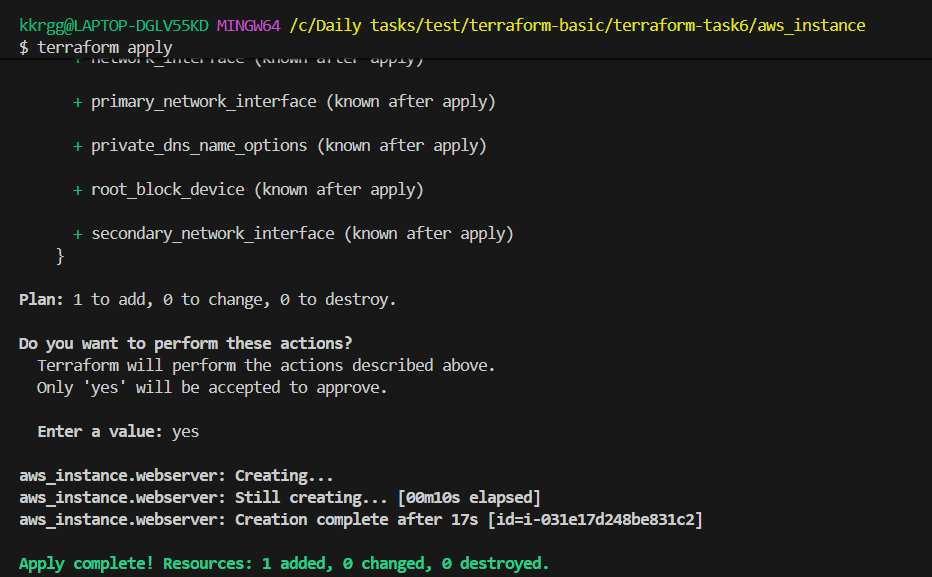 kkrgg@LAPTOP-DGLV55KD MINGW64 /c/Daily tasks/test/terraform-basic/terraform-task6/aws_instance
$ terraform apply
+ network_interface (known after apply)
+ primary_network_interface (known after apply)
+ private_dns_name_options (known after apply)
+ root_block_device (known after apply)
+ secondary_network_interface (known after apply)
}
Plan: 1 to add, 0 to change, 0 to destroy.
Do you want to perform these actions?
Terraform will perform the actions described above.
Only 'yes' will be accepted to approve.
Enter a value: yes
aws_instance.webserver: Creating...
aws_instance.webserver: Still creating... [00m10s elapsed]
aws_instance.webserver: Creation complete after 17s [id=i-031e17d248be831c2]
Apply complete! Resources: 1 added, 0 changed, 0 destroyed.